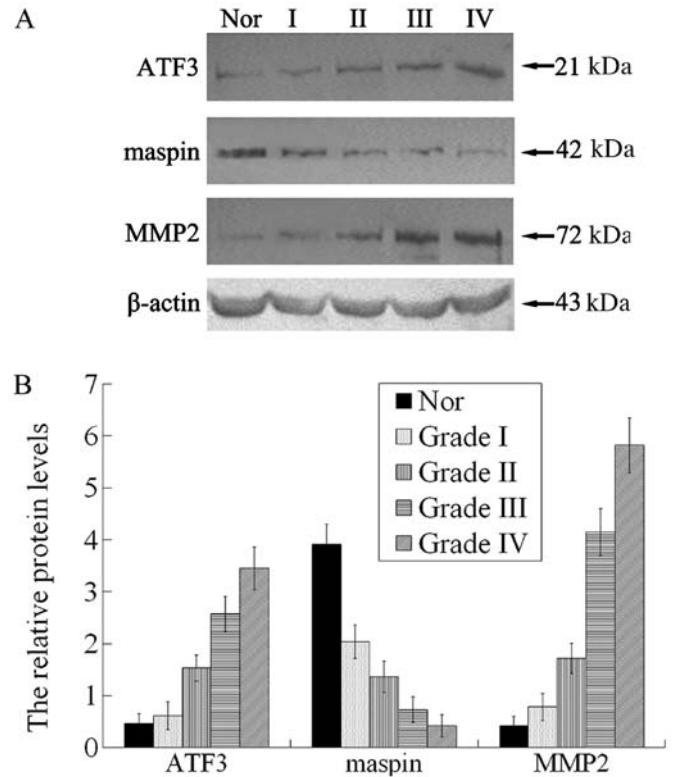 A
Nor I II III IV
ATF3 21 kDa
maspin 42 kDa
MMP2 72 kDa
β-actin 43 kDa
B
7
6
5
4
3
2
1
0
The relative protein levels
Nor
Grade I
Grade II
Grade III
Grade IV
ATF3 maspin MMP2